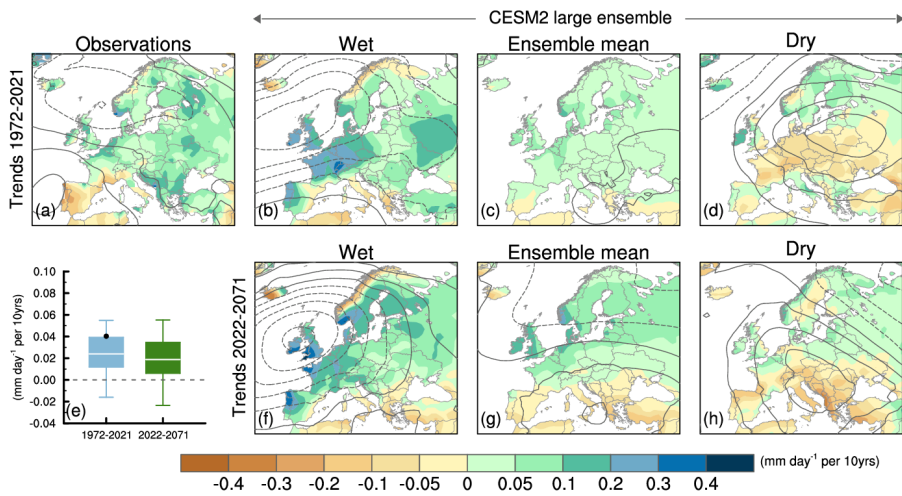 CESM2 large ensemble
Observations
Wet
Ensemble mean
Dry
Trends 1972-2021
(a)
(b)
(c)
(d)
Wet
Ensemble mean
Dry
Trends 2022-2071
(mm day⁻¹ per 10yrs)
0.10
0.08
0.06
0.04
0.02
0.00
-0.02
-0.04
(e)
1972-2021
2022-2071
(f)
(g)
(h)
-0.4 -0.3 -0.2 -0.1 -0.05 0 0.05 0.1 0.2 0.3 0.4
(mm day⁻¹ per 10yrs)